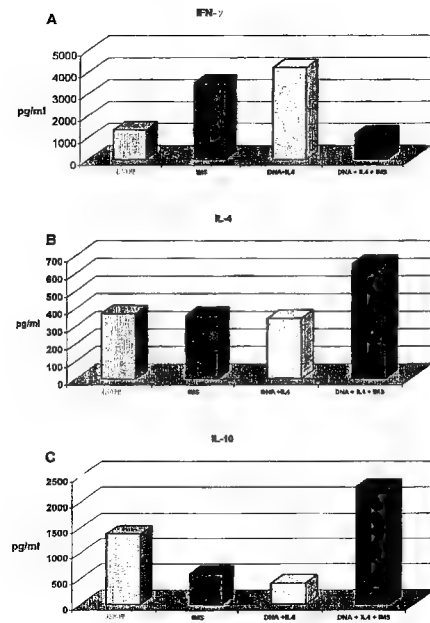 A
IFN-γ
5000
4000
3000
2000
1000
0
pg/ml
IMS
DNA+IL4
DNA + IL4 + IMS
IL-4
B
700
600
500
400
300
200
100
0
pg/ml
IMS
DNA +IL4
DNA + IL4 + IMS
IL-10
C
2500
2000
1500
1000
500
0
pg/ml
IMS
DNA +IL4
DNA + IL4 + IMS